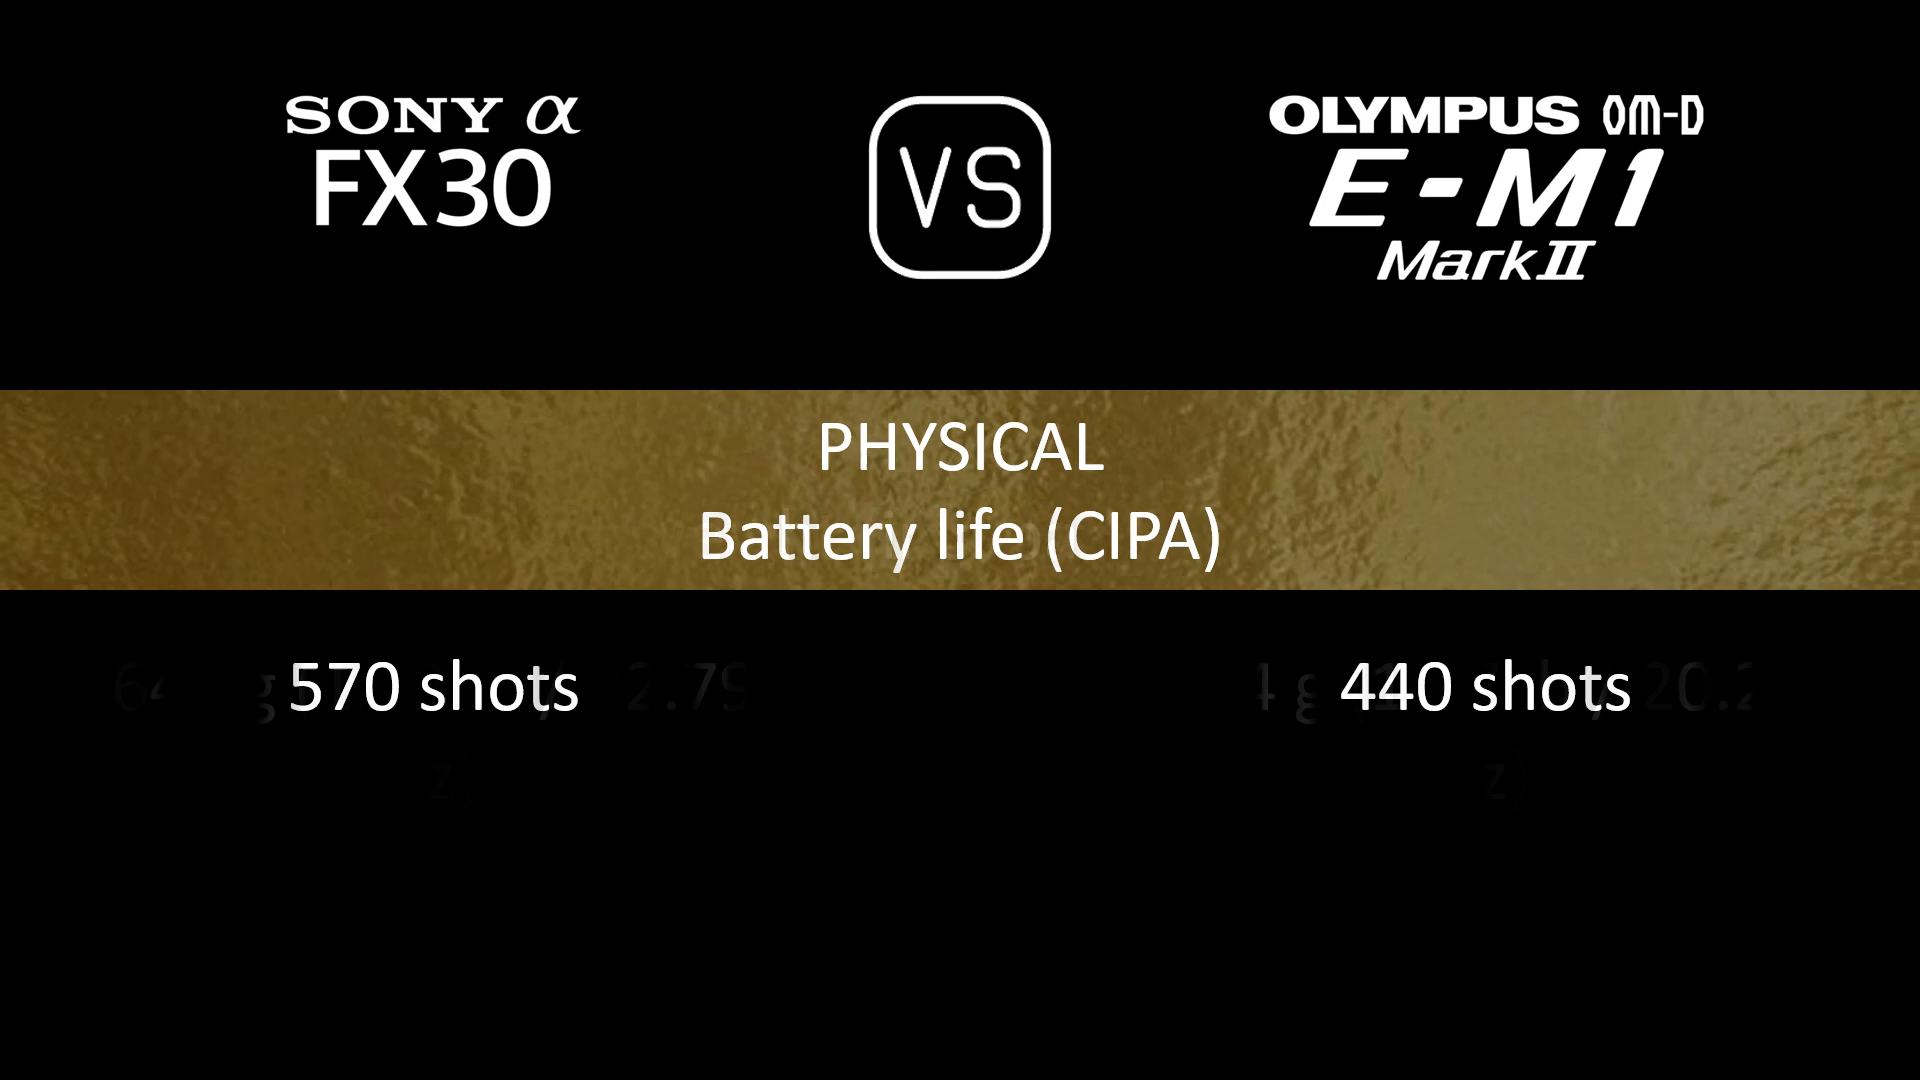 SONY α
FX30
VS
OLYMPUS OM-D
E-M1
Mark II
PHYSICAL
Battery life (CIPA)
570 shots
440 shots